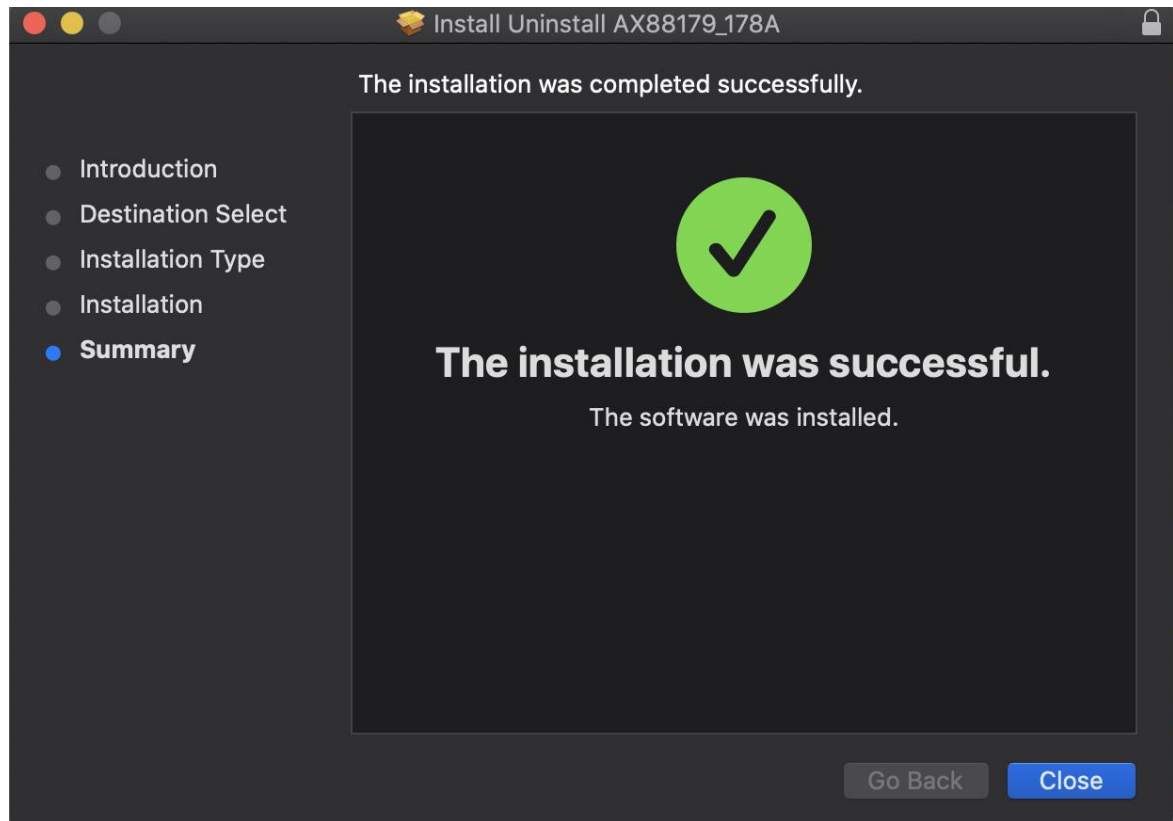 Install Uninstall AX88179_178A
The installation was completed successfully.
Introduction
Destination Select
Installation Type
Installation
Summary
The installation was successful.
The software was installed.
Go Back
Close